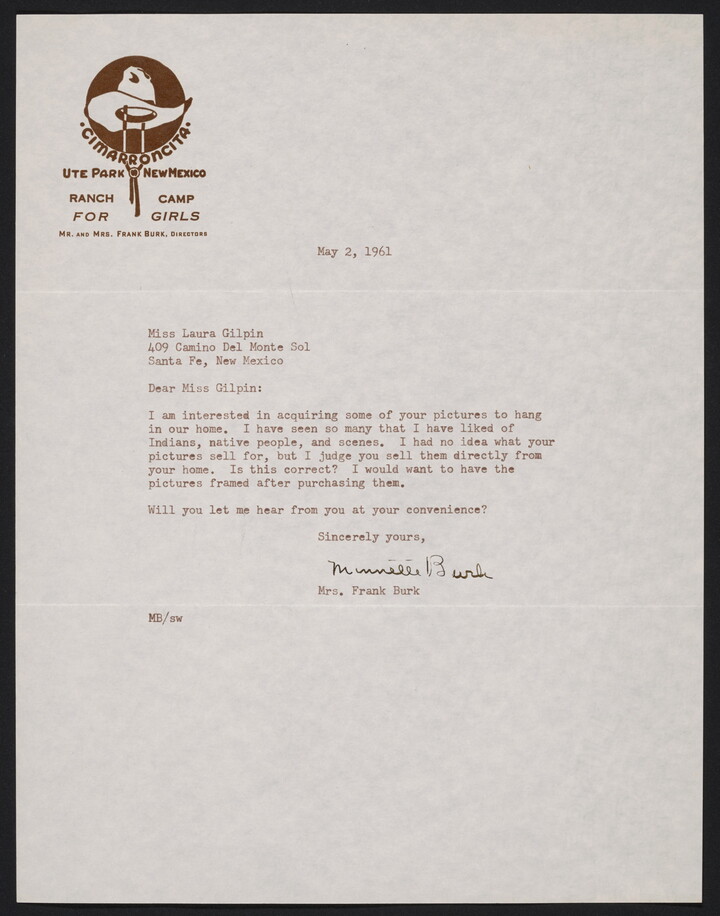 CIMARRONCITA
UTE PARK NEW MEXICO
RANCH CAMP
FOR GIRLS
MR. AND MRS. FRANK BURK, DIRECTORS
May 2, 1961
Miss Laura Gilpin
409 Camino Del Monte Sol
Santa Fe, New Mexico
Dear Miss Gilpin:
I am interested in acquiring some of your pictures to hang
in our home.  I have seen so many that I have liked of
Indians, native people, and scenes.  I had no idea what your
pictures sell for, but I judge you sell them directly from
your home.  Is this correct?  I would want to have the
pictures framed after purchasing them.
Will you let me hear from you at your convenience?
Sincerely yours,
Minnette Burk
Mrs. Frank Burk
MB/sw